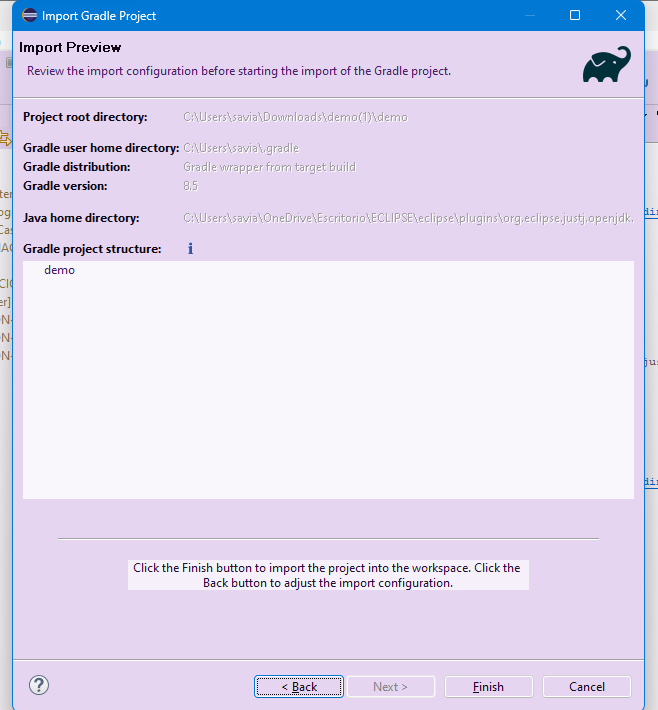 Import Gradle Project
Import Preview
Review the import configuration before starting the import of the Gradle project.
Project root directory: C:\Users\savia\Downloads\demo(1)\demo
Gradle user home directory: C:\Users\savia\.gradle
Gradle distribution: Gradle wrapper from target build
Gradle version: 8.5
Java home directory: C:\Users\savia\OneDrive\Escritorio\ECLIPSE\eclipse\plugins\org.eclipse.justj.openjdk.
Gradle project structure:
demo
Click the Finish button to import the project into the workspace. Click the
Back button to adjust the import configuration.
< Back
Next >
Finish
Cancel